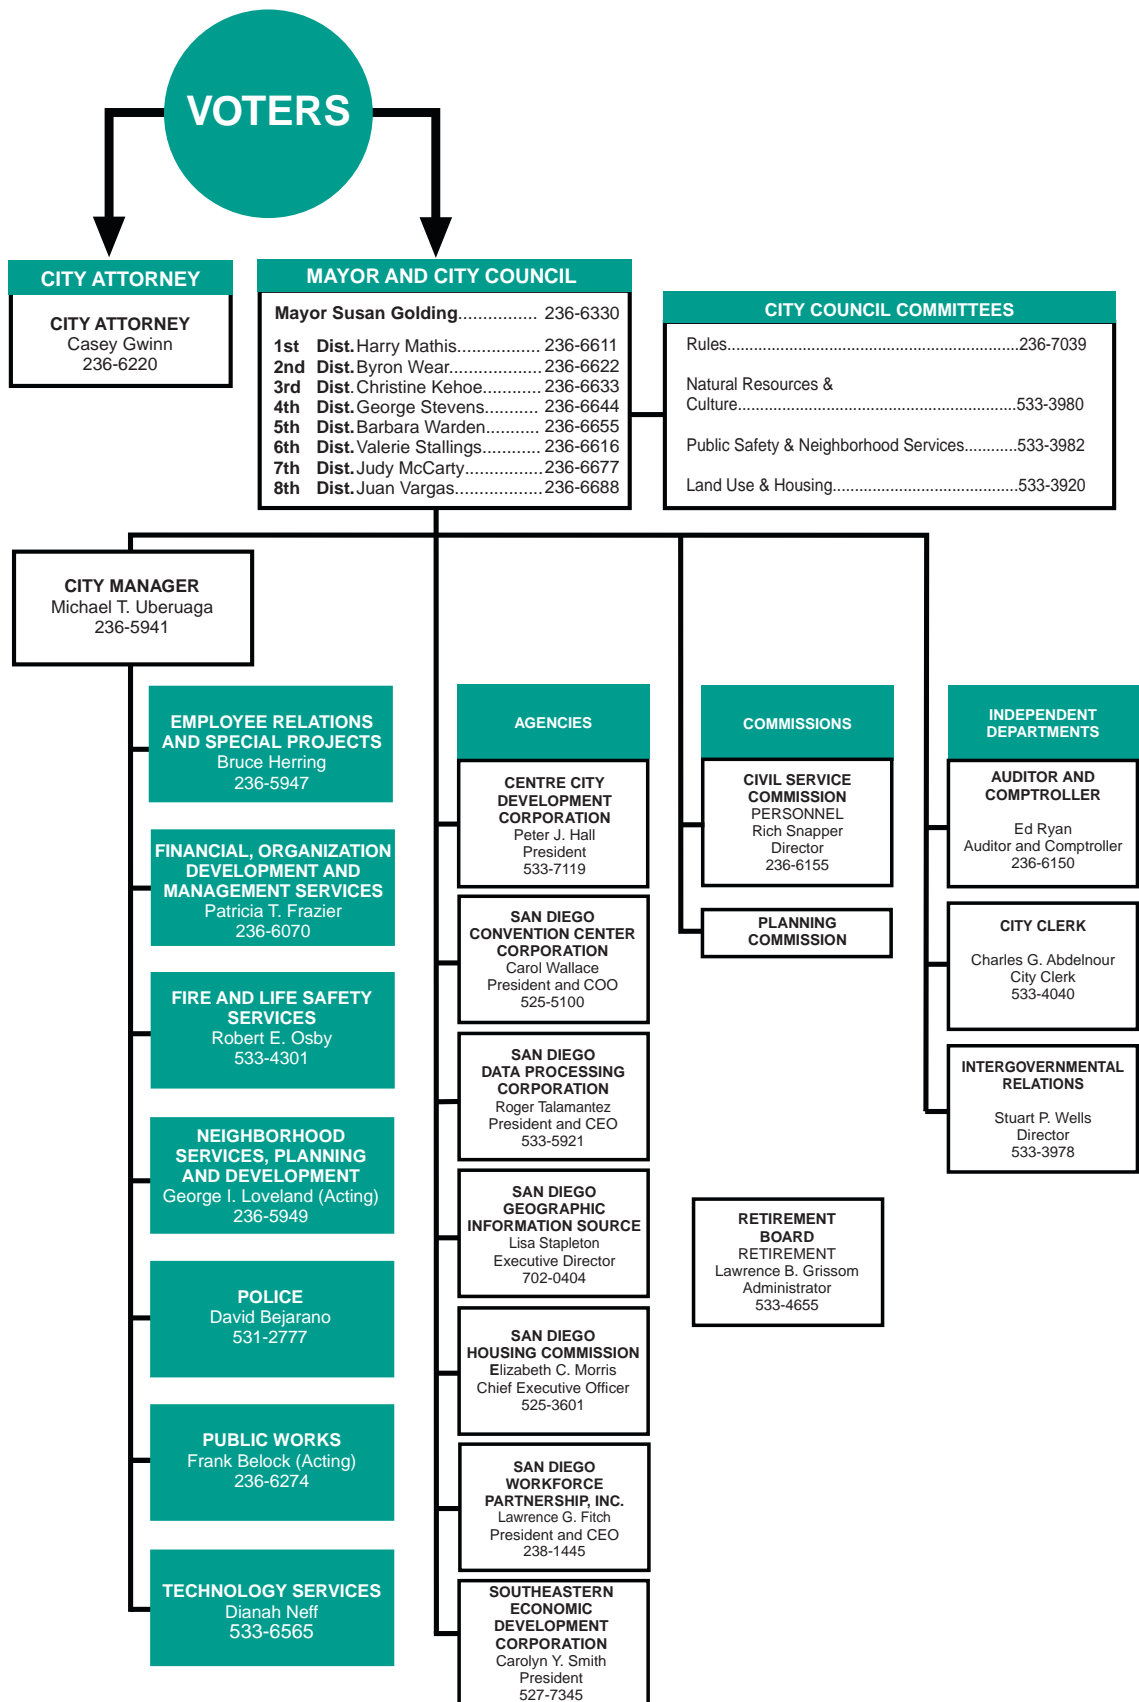 VOTERS
CITY ATTORNEY
CITY ATTORNEY
Casey Gwinn
236-6220
MAYOR AND CITY COUNCIL
Mayor Susan Golding................ 236-6330
1st Dist. Harry Mathis................. 236-6611
2nd Dist. Byron Wear................... 236-6622
3rd Dist. Christine Kehoe............ 236-6633
4th Dist. George Stevens........... 236-6644
5th Dist. Barbara Warden........... 236-6655
6th Dist. Valerie Stallings............ 236-6616
7th Dist. Judy McCarty................ 236-6677
8th Dist. Juan Vargas.................. 236-6688
CITY COUNCIL COMMITTEES
Rules................................................................236-7039
Natural Resources &
Culture............................................................533-3980
Public Safety & Neighborhood Services............533-3982
Land Use & Housing..........................................533-3920
CITY MANAGER
Michael T. Uberuaga
236-5941
EMPLOYEE RELATIONS
AND SPECIAL PROJECTS
Bruce Herring
236-5947
FINANCIAL, ORGANIZATION
DEVELOPMENT AND
MANAGEMENT SERVICES
Patricia T. Frazier
236-6070
FIRE AND LIFE SAFETY
SERVICES
Robert E. Osby
533-4301
NEIGHBORHOOD
SERVICES, PLANNING
AND DEVELOPMENT
George I. Loveland (Acting)
236-5949
POLICE
David Bejarano
531-2777
PUBLIC WORKS
Frank Belock (Acting)
236-6274
TECHNOLOGY SERVICES
Dianah Neff
533-6565
AGENCIES
CENTRE CITY
DEVELOPMENT
CORPORATION
Peter J. Hall
President
533-7119
SAN DIEGO
CONVENTION CENTER
CORPORATION
Carol Wallace
President and COO
525-5100
SAN DIEGO
DATA PROCESSING
CORPORATION
Roger Talamantez
President and CEO
533-5921
SAN DIEGO
GEOGRAPHIC
INFORMATION SOURCE
Lisa Stapleton
Executive Director
702-0404
SAN DIEGO
HOUSING COMMISSION
Elizabeth C. Morris
Chief Executive Officer
525-3601
SAN DIEGO
WORKFORCE
PARTNERSHIP, INC.
Lawrence G. Fitch
President and CEO
238-1445
SOUTHEASTERN
ECONOMIC
DEVELOPMENT
CORPORATION
Carolyn Y. Smith
President
527-7345
COMMISSIONS
CIVIL SERVICE
COMMISSION
PERSONNEL
Rich Snapper
Director
236-6155
PLANNING
COMMISSION
RETIREMENT
BOARD
RETIREMENT
Lawrence B. Grissom
Administrator
533-4655
INDEPENDENT
DEPARTMENTS
AUDITOR AND
COMPTROLLER
Ed Ryan
Auditor and Comptroller
236-6150
CITY CLERK
Charles G. Abdelnour
City Clerk
533-4040
INTERGOVERNMENTAL
RELATIONS
Stuart P. Wells
Director
533-3978